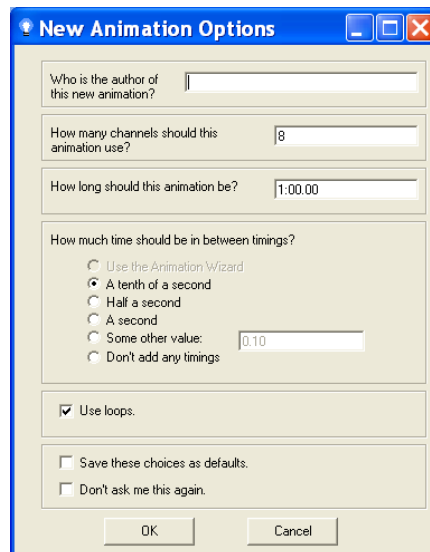 New Animation Options
Who is the author of
this new animation?
How many channels should this
animation use?
8
How long should this animation be?
1:00.00
How much time should be in between timings?
Use the Animation Wizard
A tenth of a second
Half a second
A second
Some other value:
0.10
Don't add any timings
Use loops.
Save these choices as defaults.
Don't ask me this again.
OK
Cancel